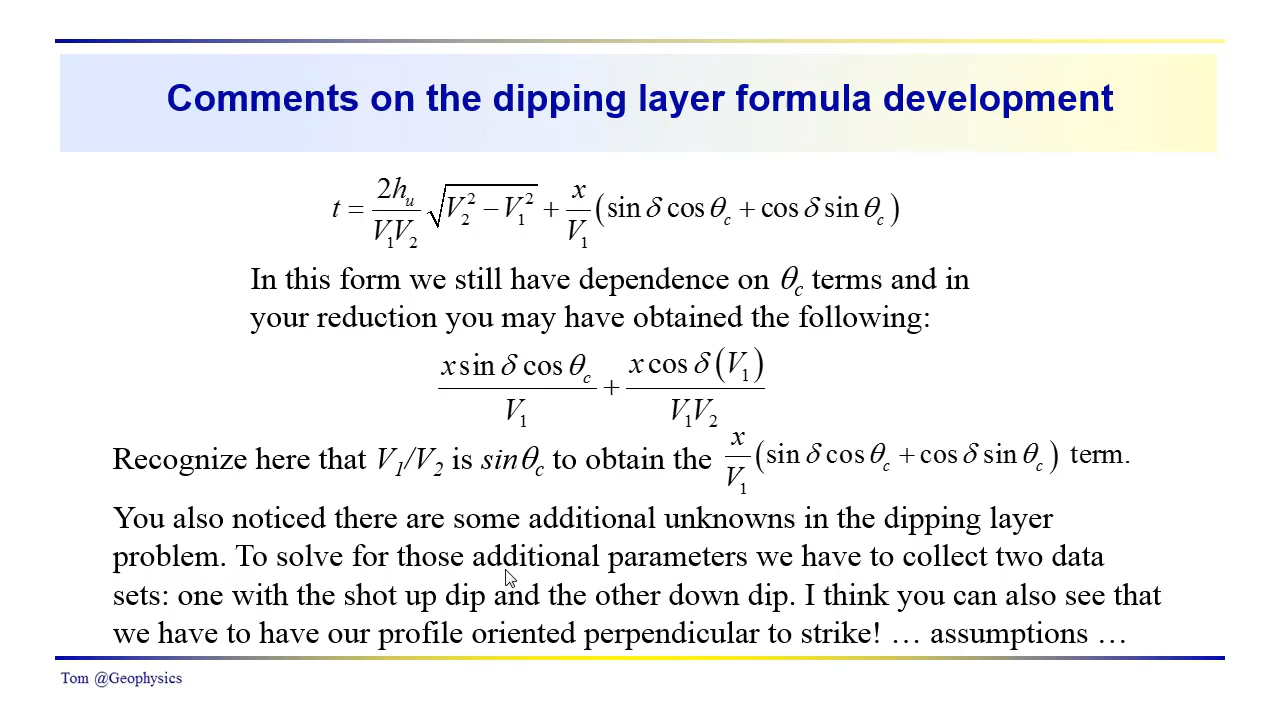 Comments on the dipping layer formula development
t = 2h_u/(V_1V_2) √(V_2^2 − V_1^2) + x/V_1 (sin δ cos θ_c + cos δ sin θ_c)
In this form we still have dependence on θ_c terms and in
your reduction you may have obtained the following:
x sin δ cos θ_c / V_1 + x cos δ (V_1) / V_1V_2
Recognize here that V_1/V_2 is sinθ_c to obtain the x/V_1 (sin δ cos θ_c + cos δ sin θ_c) term.
You also noticed there are some additional unknowns in the dipping layer
problem. To solve for those additional parameters we have to collect two data
sets: one with the shot up dip and the other down dip. I think you can also see that
we have to have our profile oriented perpendicular to strike! … assumptions …
Tom @Geophysics